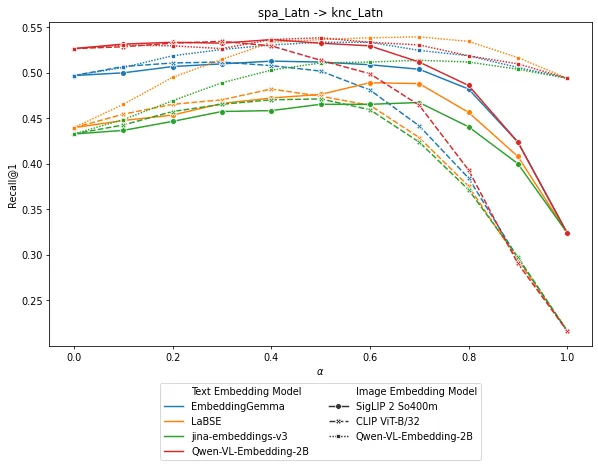 spa_Latn -> knc_Latn
Recall@1
0.55
0.50
0.45
0.40
0.35
0.30
0.25
0.0 0.2 0.4 0.6 0.8 1.0
α
Text Embedding Model
EmbeddingGemma
LaBSE
jina-embeddings-v3
Qwen-VL-Embedding-2B
Image Embedding Model
SigLIP 2 So400m
CLIP ViT-B/32
Qwen-VL-Embedding-2B